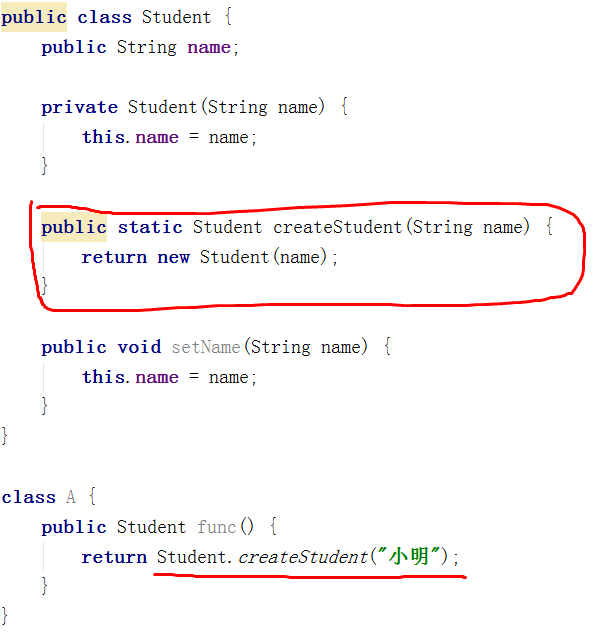 public class Student {
public String name;
private Student(String name) {
this.name = name;
}
public static Student createStudent(String name) {
return new Student(name);
}
public void setName(String name) {
this.name = name;
}
}
class A {
public Student func() {
return Student.createStudent("小明");
}
}